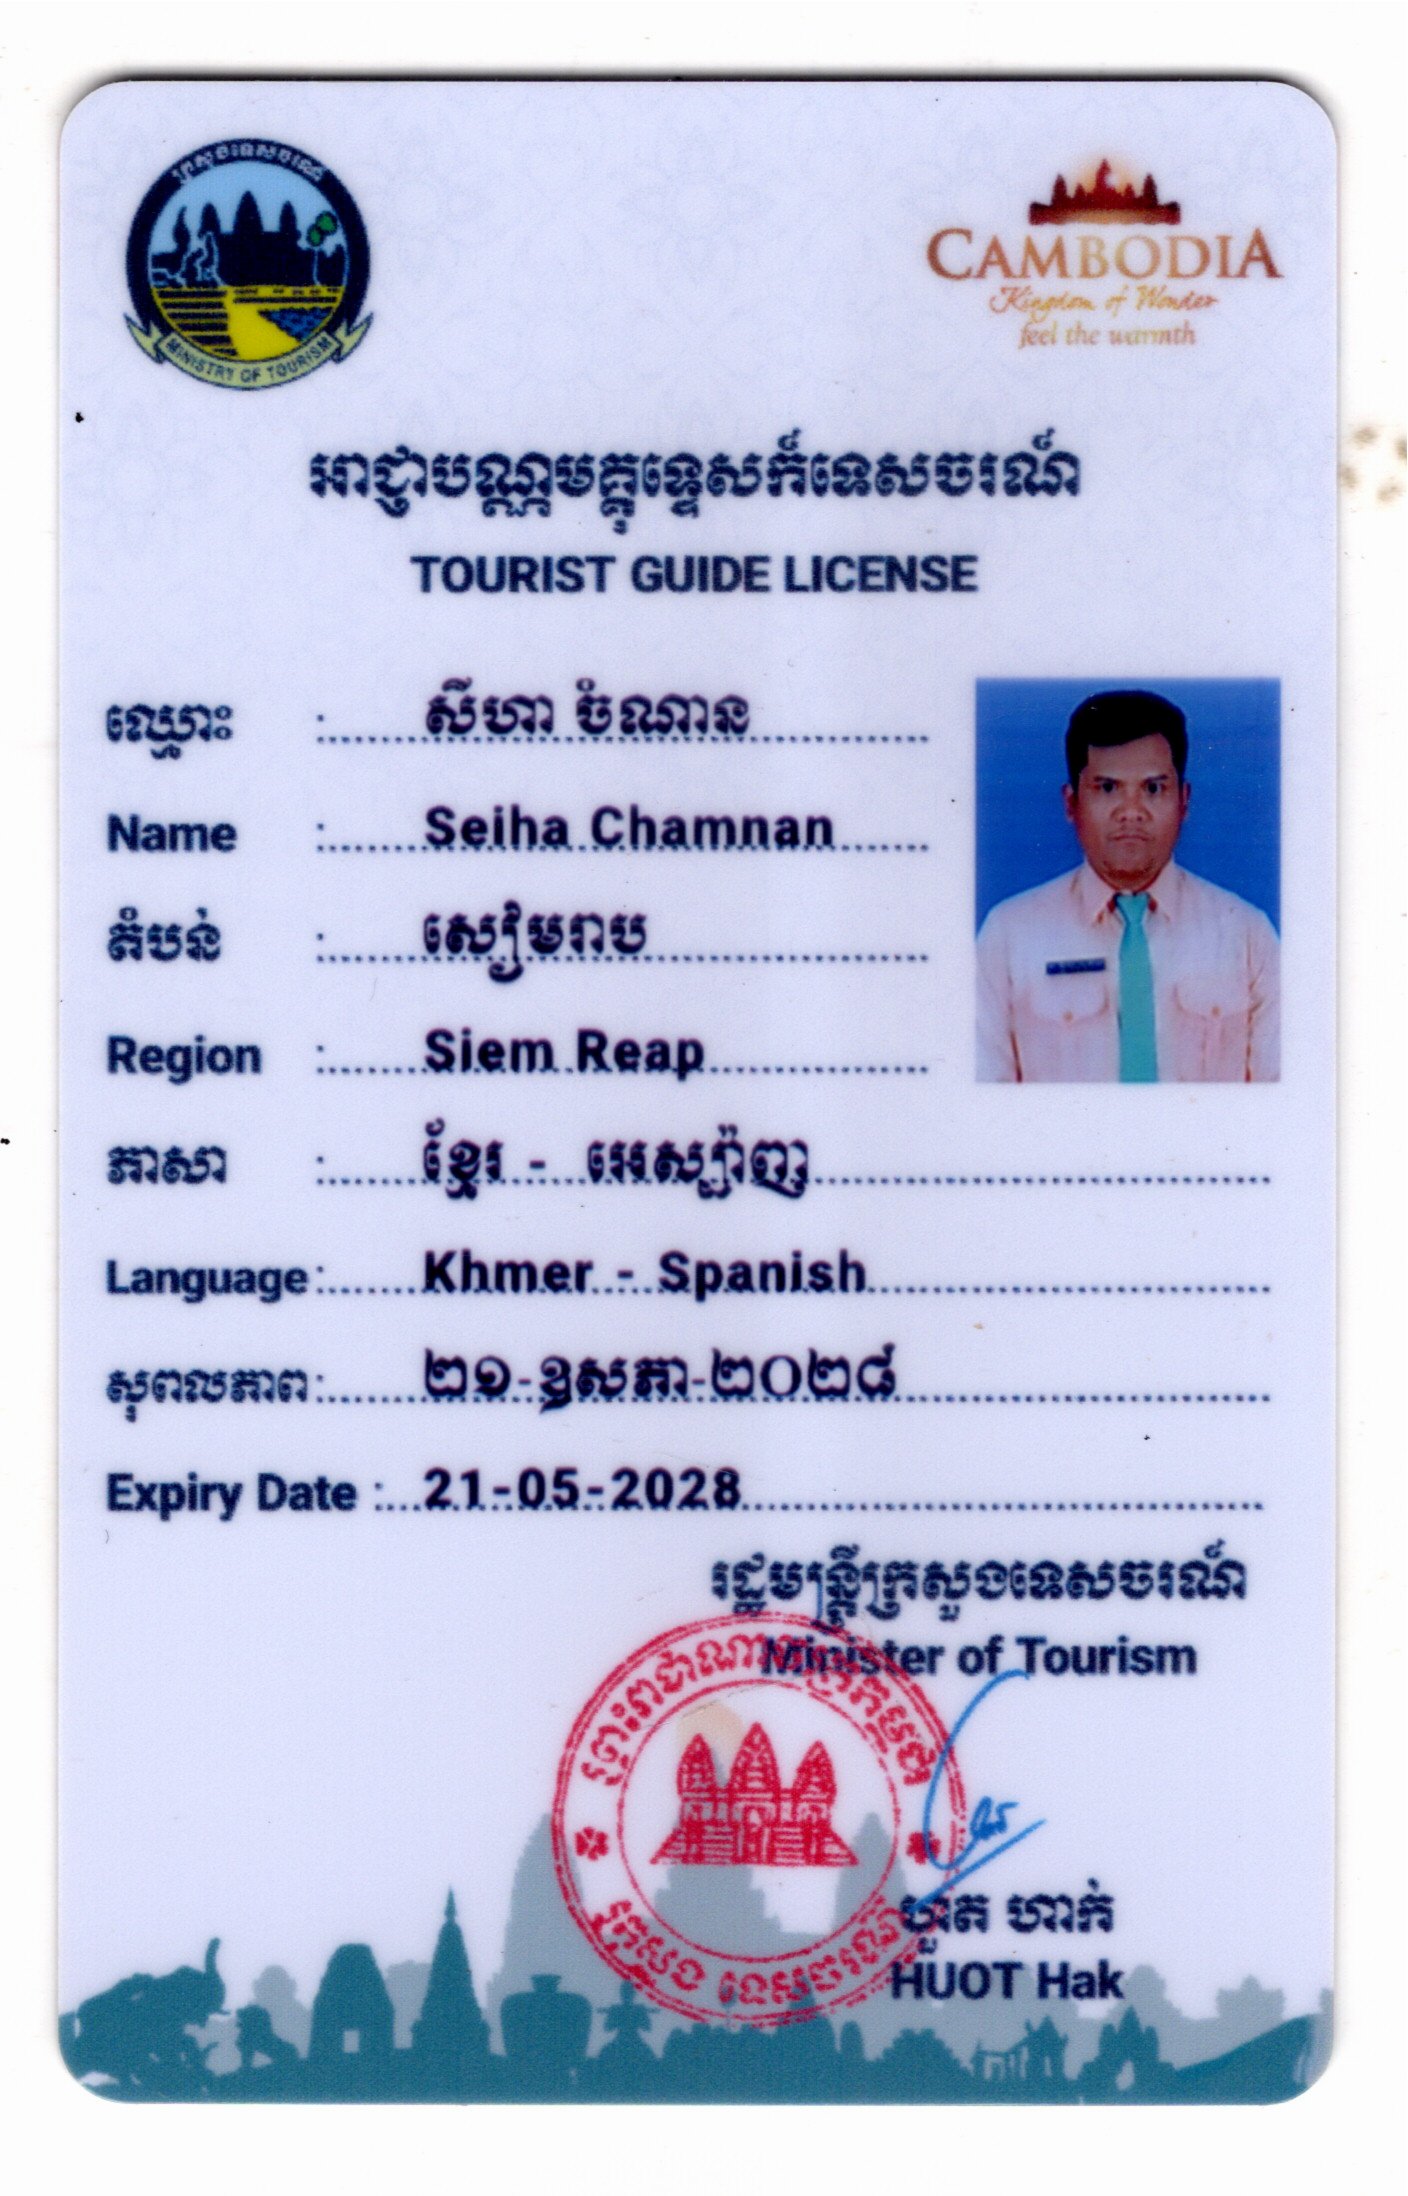 ក្រសួងទេសចរណ៍
MINISTRY OF TOURISM
CAMBODIA
Kingdom of Wonder
feel the warmth
អាជ្ញាបណ្ណមគ្គុទ្ទេសក៍ទេសចរណ៍
TOURIST GUIDE LICENSE
ឈ្មោះ : សីហា ចំណាន
Name : Seiha Chamnan
តំបន់ : សៀមរាប
Region : Siem Reap
ភាសា : ខ្មែរ - អេស្ប៉ាញ
Language : Khmer - Spanish
សុពលភាព : ២១-ឧសភា-២០២៨
Expiry Date : 21-05-2028
រដ្ឋមន្ត្រីក្រសួងទេសចរណ៍
Minister of Tourism
ព្រះរាជាណាចក្រកម្ពុជា
ក្រសួង ទេសចរណ៍
ហួត ហាក់
HUOT Hak